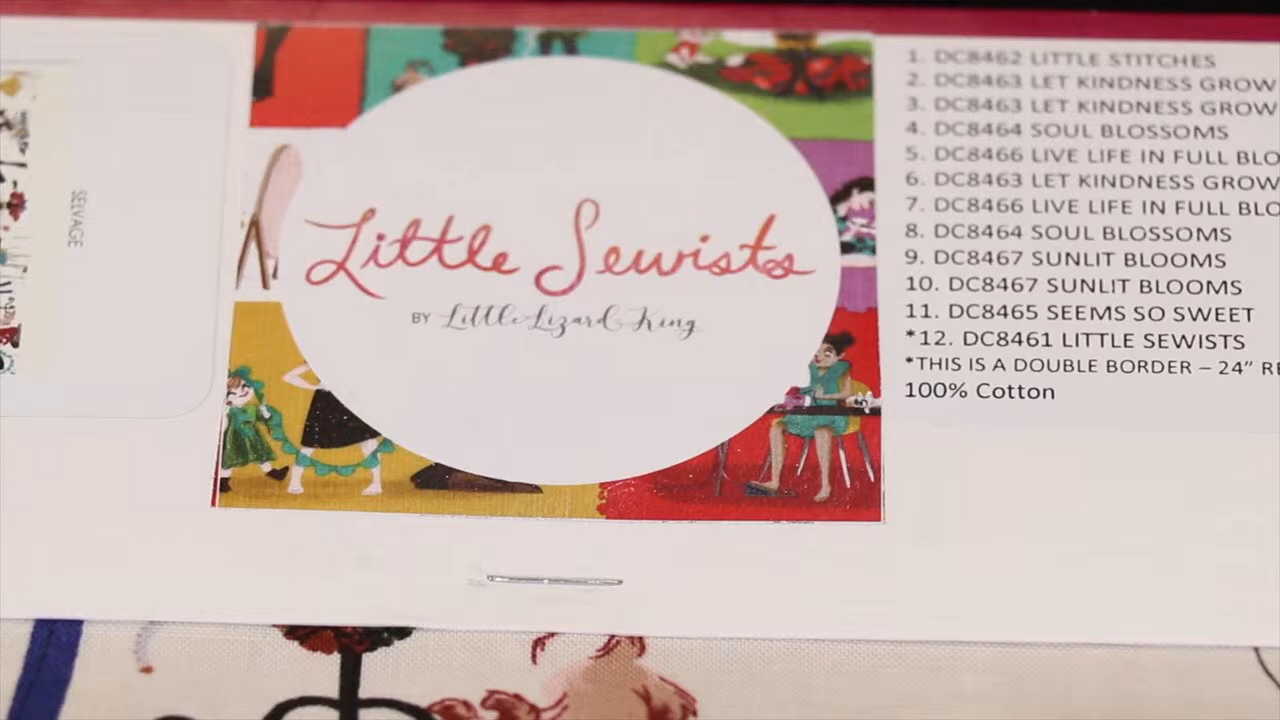 SELVAGE
Little Sewists
BY Little Lizard King
1. DC8462 LITTLE STITCHES
2. DC8463 LET KINDNESS GROW
3. DC8463 LET KINDNESS GROW
4. DC8464 SOUL BLOSSOMS
5. DC8466 LIVE LIFE IN FULL BLO
6. DC8463 LET KINDNESS GROW
7. DC8466 LIVE LIFE IN FULL BLO
8. DC8464 SOUL BLOSSOMS
9. DC8467 SUNLIT BLOOMS
10. DC8467 SUNLIT BLOOMS
11. DC8465 SEEMS SO SWEET
*12. DC8461 LITTLE SEWISTS
*THIS IS A DOUBLE BORDER – 24” RE
100% Cotton